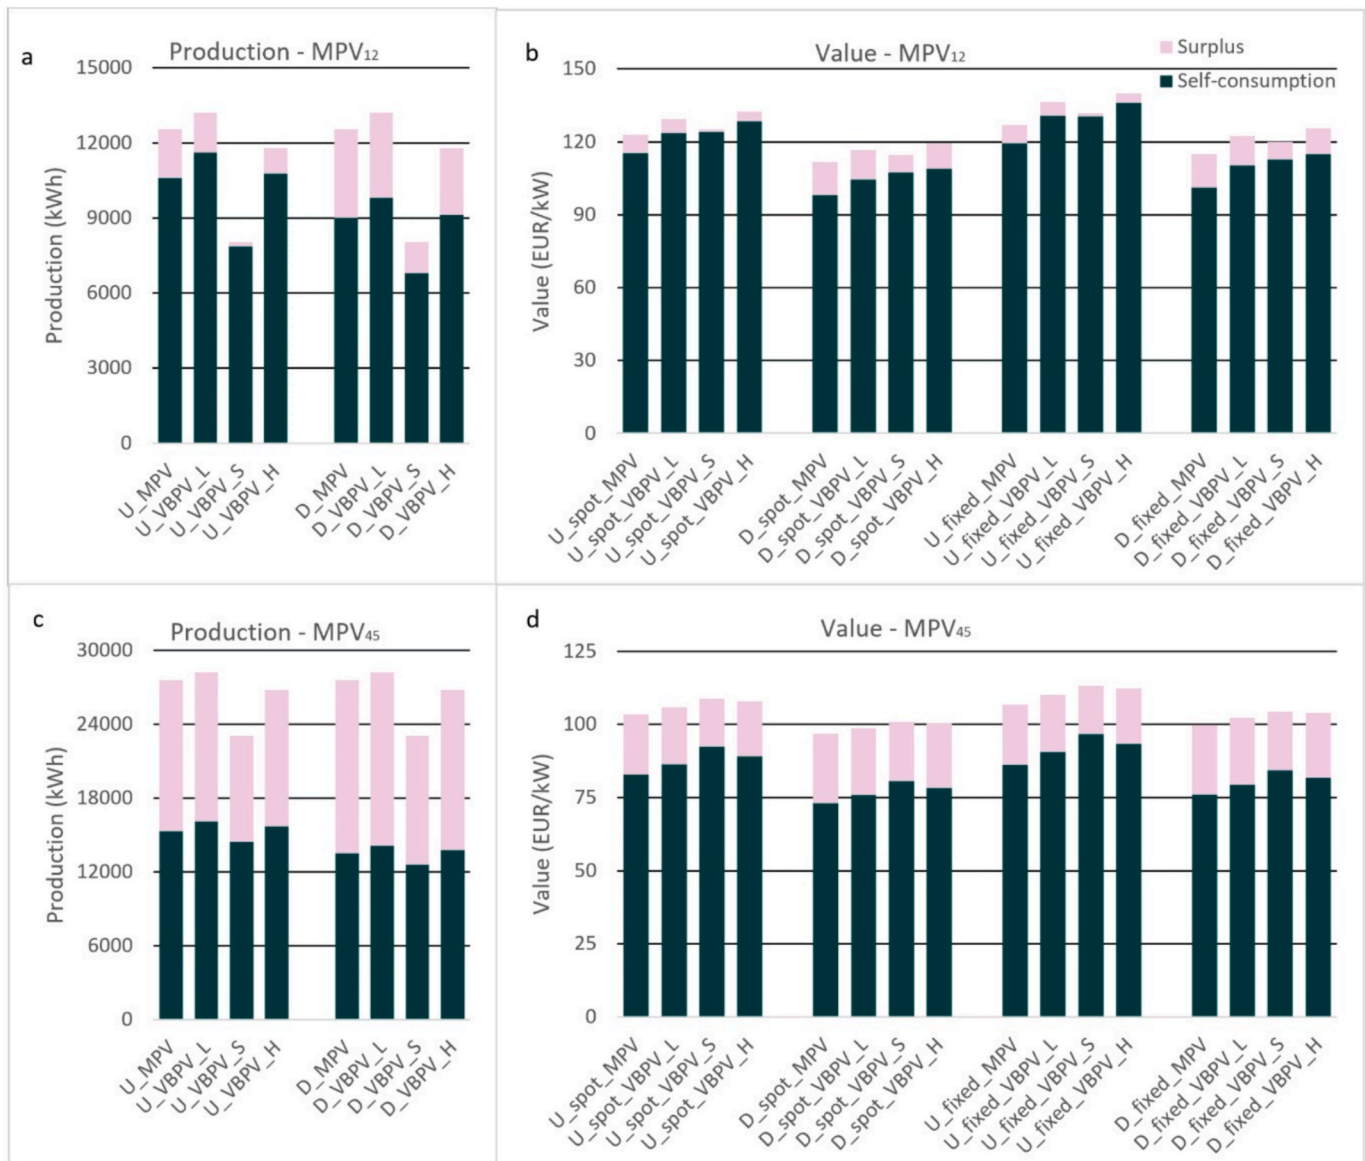 a
Production - MPV12
15000
12000
9000
6000
3000
0
Production (kWh)
U_MPV
U_VBPV_L
U_VBPV_S
U_VBPV_H
D_MPV
D_VBPV_L
D_VBPV_S
D_VBPV_H
b
Value - MPV12
Surplus
Self-consumption
150
120
90
60
30
0
Value (EUR/kW)
U_spot_MPV
U_spot_VBPV_L
U_spot_VBPV_S
U_spot_VBPV_H
D_spot_MPV
D_spot_VBPV_L
D_spot_VBPV_S
D_spot_VBPV_H
U_fixed_MPV
U_fixed_VBPV_L
U_fixed_VBPV_S
U_fixed_VBPV_H
D_fixed_MPV
D_fixed_VBPV_L
D_fixed_VBPV_S
D_fixed_VBPV_H
c
Production - MPV45
30000
24000
18000
12000
6000
0
Production (kWh)
U_MPV
U_VBPV_L
U_VBPV_S
U_VBPV_H
D_MPV
D_VBPV_L
D_VBPV_S
D_VBPV_H
d
Value - MPV45
125
100
75
50
25
0
Value (EUR/kW)
U_spot_MPV
U_spot_VBPV_L
U_spot_VBPV_S
U_spot_VBPV_H
D_spot_MPV
D_spot_VBPV_L
D_spot_VBPV_S
D_spot_VBPV_H
U_fixed_MPV
U_fixed_VBPV_L
U_fixed_VBPV_S
U_fixed_VBPV_H
D_fixed_MPV
D_fixed_VBPV_L
D_fixed_VBPV_S
D_fixed_VBPV_H